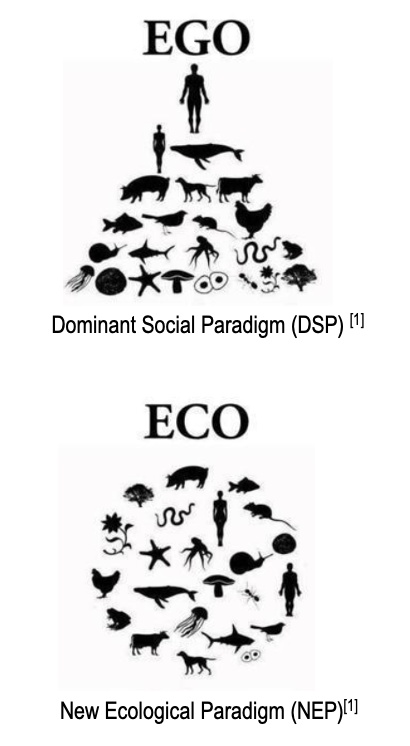 EGO
Dominant Social Paradigm (DSP) [1]
ECO
New Ecological Paradigm (NEP)[1]